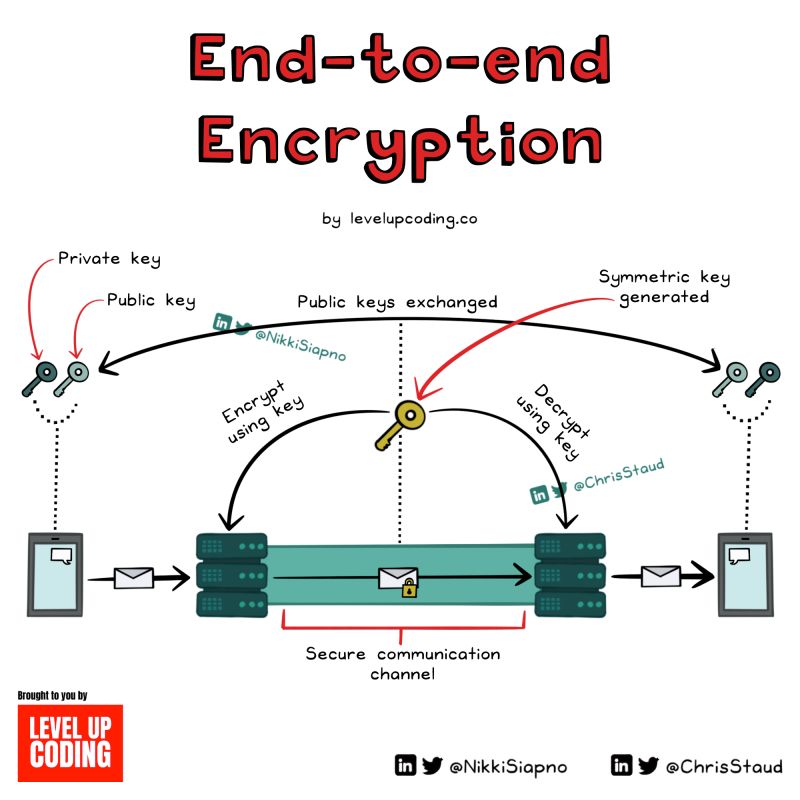 End-to-end
Encryption
by levelupcoding.co
Private key
Public key
Public keys exchanged
Symmetric key
generated
@NikkiSiapno
Encrypt
using key
Decrypt
using key
@ChrisStaud
Secure communication
channel
Brought to you by
LEVEL UP
CODING
in @NikkiSiapno
in @ChrisStaud